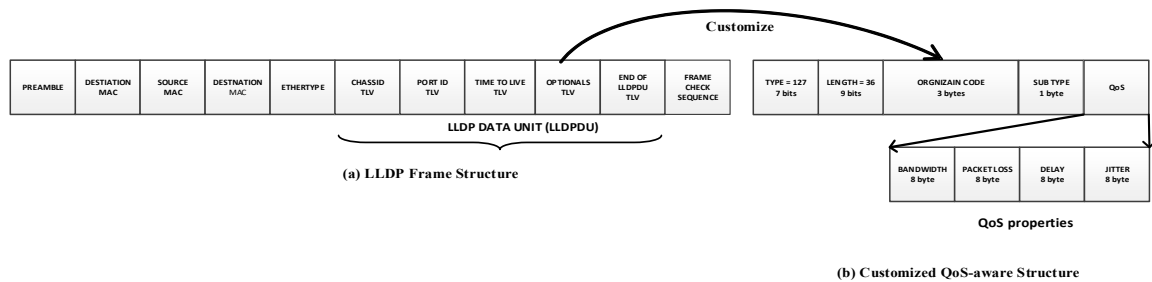 Customize
PREAMBLE
DESTIATION
MAC
SOURCE
MAC
DESTNATION
MAC
ETHERTYPE
CHASSID
TLV
PORT ID
TLV
TIME TO LIVE
TLV
OPTIONALS
TLV
END OF
LLDPDU
TLV
FRAME
CHECK
SEQUENCE
LLDP DATA UNIT (LLDPDU)
(a) LLDP Frame Structure
TYPE = 127
7 bits
LENGTH = 36
9 bits
ORGNIZAIN CODE
3 bytes
SUB TYPE
1 byte
QoS
BANDWIDTH
8 byte
PACKET LOSS
8 byte
DELAY
8 byte
JITTER
8 byte
QoS properties
(b) Customized QoS-aware Structure